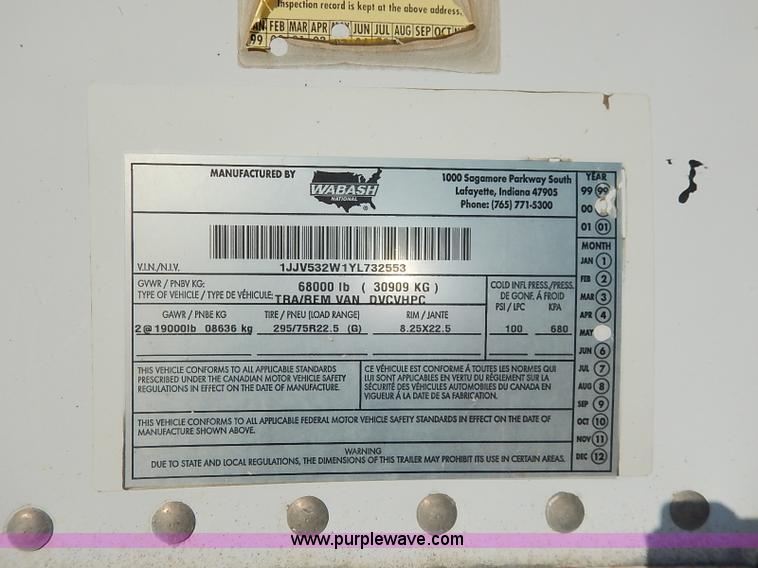 Inspection record is kept at the above address.
FEB MAR APR MAY JUN JUL AUG SEP OCT
99
MANUFACTURED BY
WABASH
NATIONAL
®
1000 Sagamore Parkway South
Lafayette, Indiana 47905
Phone: (765) 771-5300
YEAR
99 99
00
01 01
V.I.N./N.I.V.
1JJV532W1YL732553
GVWR / PNBV KG:
68000 lb ( 30909 KG )
TYPE OF VEHICLE / TYPE DE VÉHICULE:
TRA/REM VAN DVCVHPC
COLD INFL PRESS./PRESS.
DE GONF. À FROID
PSI / LPC KPA
GAWR / PNBE KG TIRE / PNEU (LOAD RANGE) RIM / JANTE
2@19000lb 08636 kg 295/75R22.5 (G) 8.25X22.5 100 680
THIS VEHICLE CONFORMS TO ALL APPLICABLE STANDARDS
PRESCRIBED UNDER THE CANADIAN MOTOR VEHICLE SAFETY
REGULATIONS IN EFFECT ON THE DATE OF MANUFACTURE.
CE VÉHICULE EST CONFORME À TOUTES LES NORMES QUI
LUI SONT APPLICABLES EN VERTU DU RÈGLEMENT SUR LA
SÉCURITÉ DES VÉHICULES AUTOMOBILES DU CANADA EN
VIGUEUR À LA DATE DE SA FABRICATION.
THIS VEHICLE CONFORMS TO ALL APPLICABLE FEDERAL MOTOR VEHICLE SAFETY STANDARDS IN EFFECT ON THE DATE OF
MANUFACTURE SHOWN ABOVE.
WARNING
DUE TO STATE AND LOCAL REGULATIONS, THE DIMENSIONS OF THIS TRAILER MAY PROHIBIT ITS USE IN CERTAIN AREAS.
MONTH
JAN 1
FEB 2
MAR 3
APR 4
MAY
JUN 6
JUL 7
AUG 8
SEP 9
OCT 10
NOV 11
DEC 12
www.purplewave.com